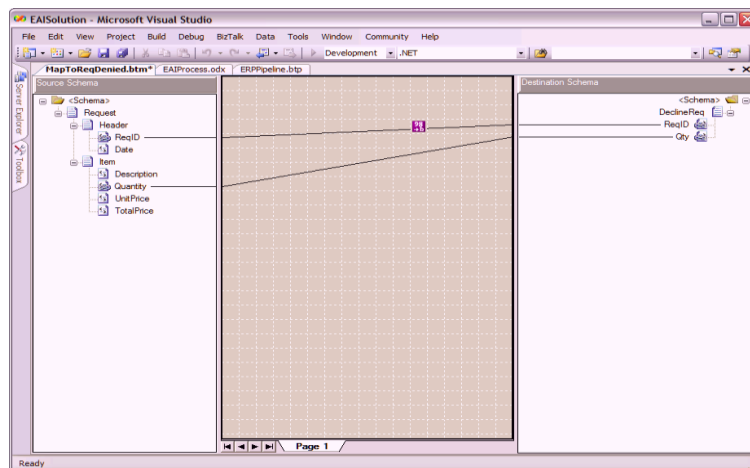 EAISolution - Microsoft Visual Studio
File Edit View Project Build Debug BizTalk Data Tools Window Community Help
Development .NET
MapToReqDenied.btm* EAIProcess.odx ERPPipeline.btp
Server Explorer
Toolbox
Source Schema
<Schema>
Request
Header
ReqID
Date
Item
Description
Quantity
UnitPrice
TotalPrice
Destination Schema
<Schema>
DeclineReq
ReqID
Qty
Page 1
Ready